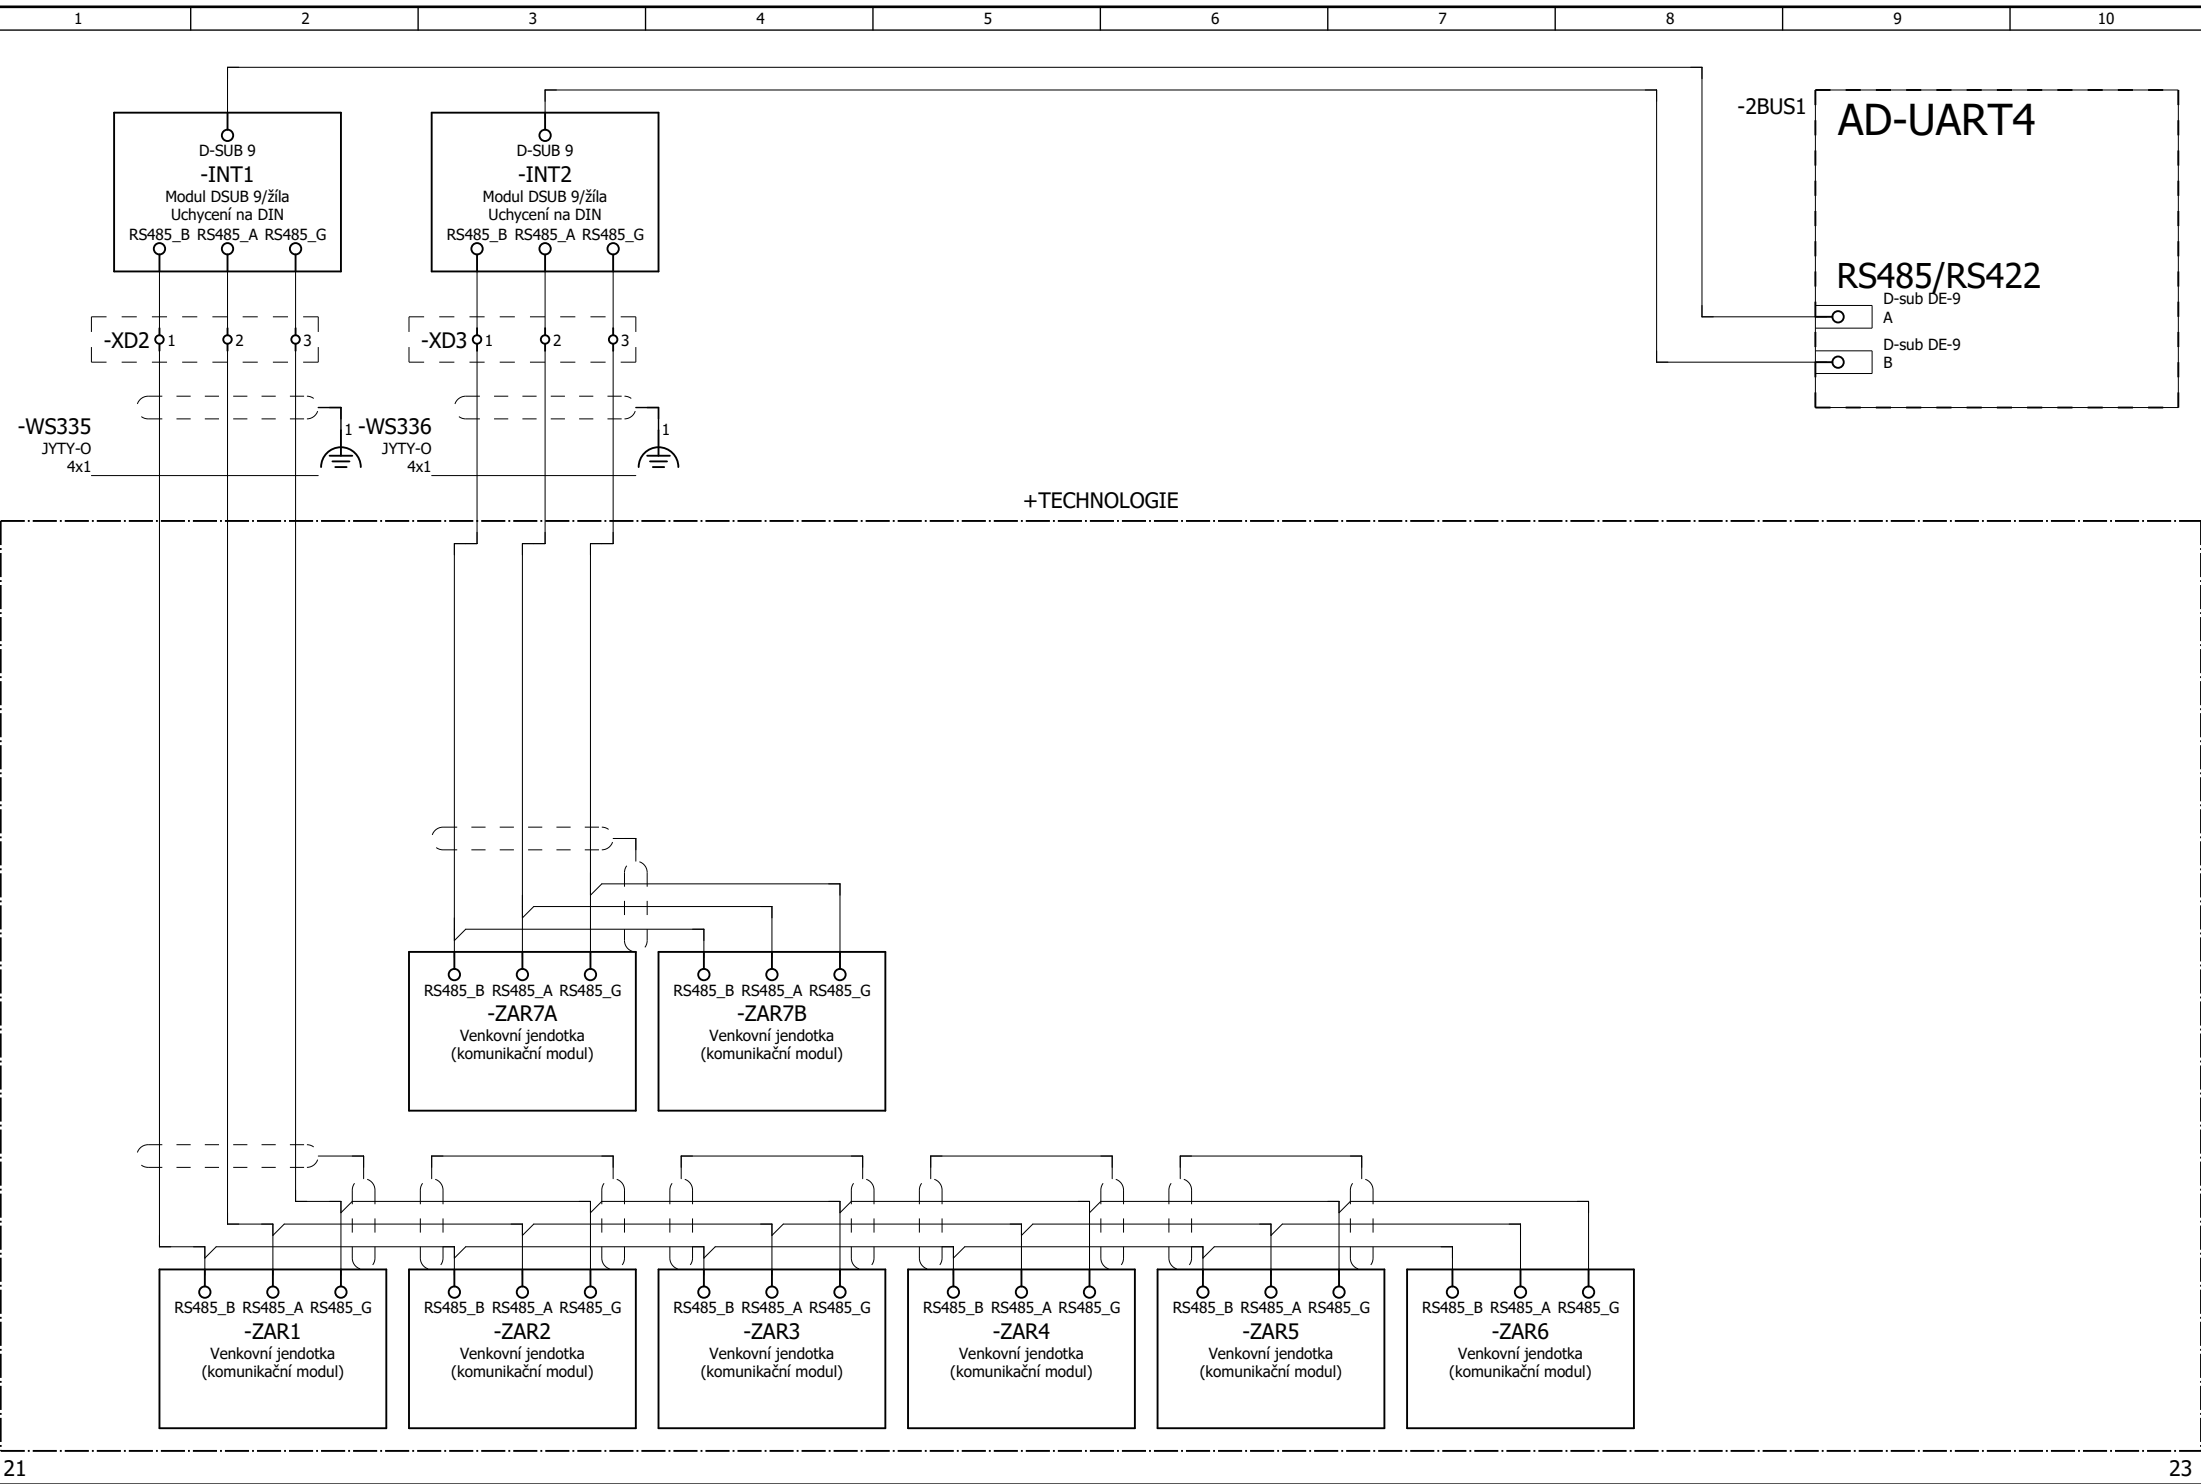 1 2 3 4 5 6 7 8 9 10
-2BUS1
AD-UART4
RS485/RS422
D-sub DE-9
A
D-sub DE-9
B
D-SUB 9
-INT1
Modul DSUB 9/žíla
Uchycení na DIN
RS485_B RS485_A RS485_G
D-SUB 9
-INT2
Modul DSUB 9/žíla
Uchycení na DIN
RS485_B RS485_A RS485_G
-XD2 1 2 3
-XD3 1 2 3
-WS335
JYTY-O
4x1
1
-WS336
JYTY-O
4x1
1
+TECHNOLOGIE
RS485_B RS485_A RS485_G
-ZAR7A
Venkovní jendotka
(komunikační modul)
RS485_B RS485_A RS485_G
-ZAR7B
Venkovní jendotka
(komunikační modul)
RS485_B RS485_A RS485_G
-ZAR1
Venkovní jendotka
(komunikační modul)
RS485_B RS485_A RS485_G
-ZAR2
Venkovní jendotka
(komunikační modul)
RS485_B RS485_A RS485_G
-ZAR3
Venkovní jendotka
(komunikační modul)
RS485_B RS485_A RS485_G
-ZAR4
Venkovní jendotka
(komunikační modul)
RS485_B RS485_A RS485_G
-ZAR5
Venkovní jendotka
(komunikační modul)
RS485_B RS485_A RS485_G
-ZAR6
Venkovní jendotka
(komunikační modul)
21
23